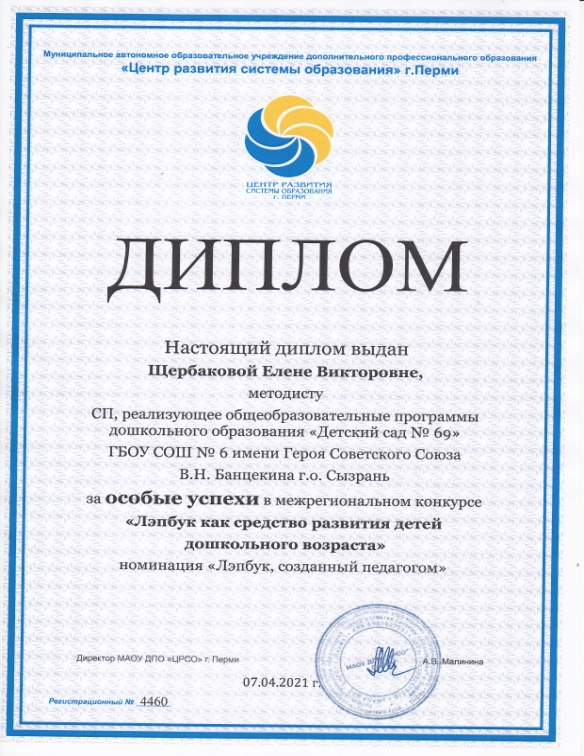 Муниципальное автономное образовательное учреждение дополнительного профессионального образования
«Центр развития системы образования» г.Перми
ЦЕНТР РАЗВИТИЯ
СИСТЕМЫ ОБРАЗОВАНИЯ
г. ПЕРМИ
ДИПЛОМ
Настоящий диплом выдан
Щербаковой Елене Викторовне,
методисту
СП, реализующее общеобразовательные программы
дошкольного образования «Детский сад № 69»
ГБОУ СОШ № 6 имени Героя Советского Союза
В.Н. Банцекина г.о. Сызрань
за особые успехи в межрегиональном конкурсе
«Лэпбук как средство развития детей
дошкольного возраста»
номинация «Лэпбук, созданный педагогом»
Директор МАОУ ДПО «ЦРСО» г. Перми
А.В. Малинина
07.04.2021 г.
Регистрационный № 4460